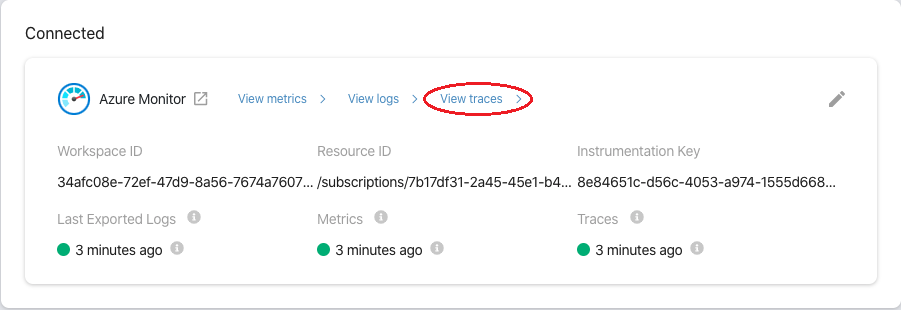 Connected
Azure Monitor View metrics > View logs > View traces >
Workspace ID Resource ID Instrumentation Key
34afc08e-72ef-47d9-8a56-7674a7607... /subscriptions/7b17df31-2a45-45e1-b4... 8e84651c-d56c-4053-a974-1555d668...
Last Exported Logs Metrics Traces
3 minutes ago 3 minutes ago 3 minutes ago